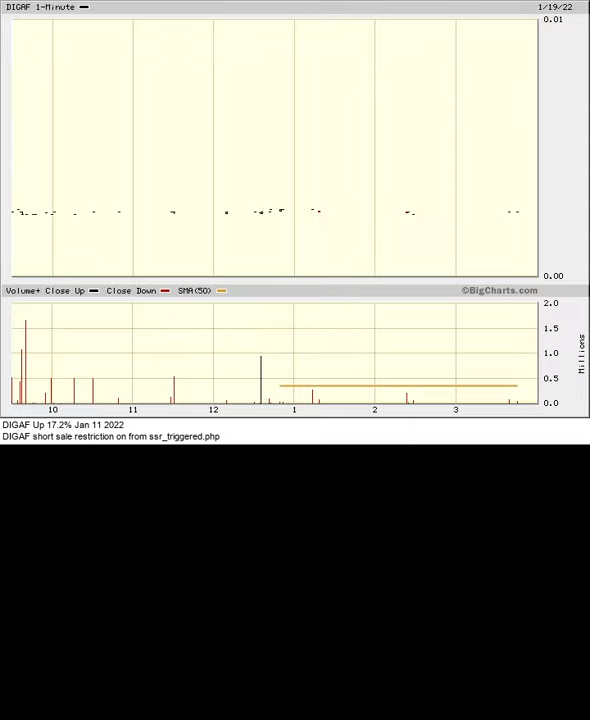 DIGAF 1-Minute 1/19/22
0.01
0.00
Volume+ Close Up Close Down SMA(50) ©BigCharts.com
2.0
1.5
1.0
0.5
0.0
Millions
10 11 12 1 2 3
DIGAF Up 17.2% Jan 11 2022
DIGAF short sale restriction on from ssr_triggered.php